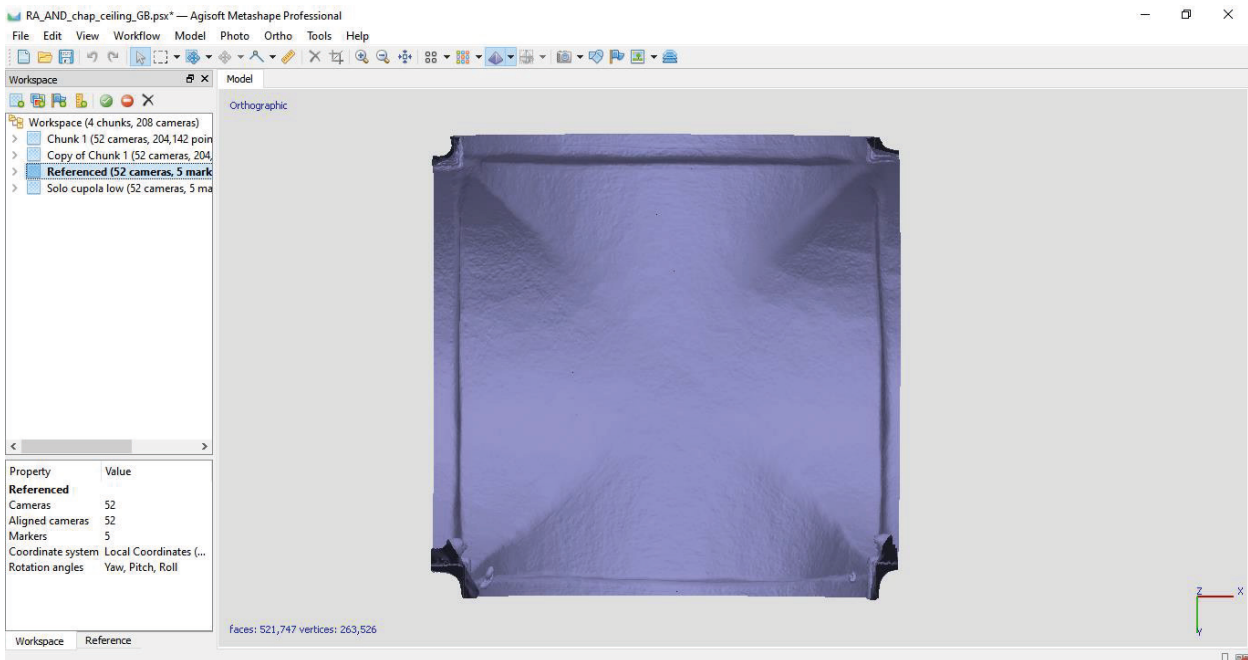 RA_AND_chap_ceiling_GB.psx* — Agisoft Metashape Professional
File Edit View Workflow Model Photo Ortho Tools Help
Workspace
Model
Orthographic
Workspace (4 chunks, 208 cameras)
Chunk 1 (52 cameras, 204,142 poin
Copy of Chunk 1 (52 cameras, 204,
Referenced (52 cameras, 5 mark
Solo cupola low (52 cameras, 5 ma
Property Value
Referenced
Cameras 52
Aligned cameras 52
Markers 5
Coordinate system Local Coordinates (...
Rotation angles Yaw, Pitch, Roll
faces: 521,747 vertices: 263,526
Z X
Y
Workspace Reference